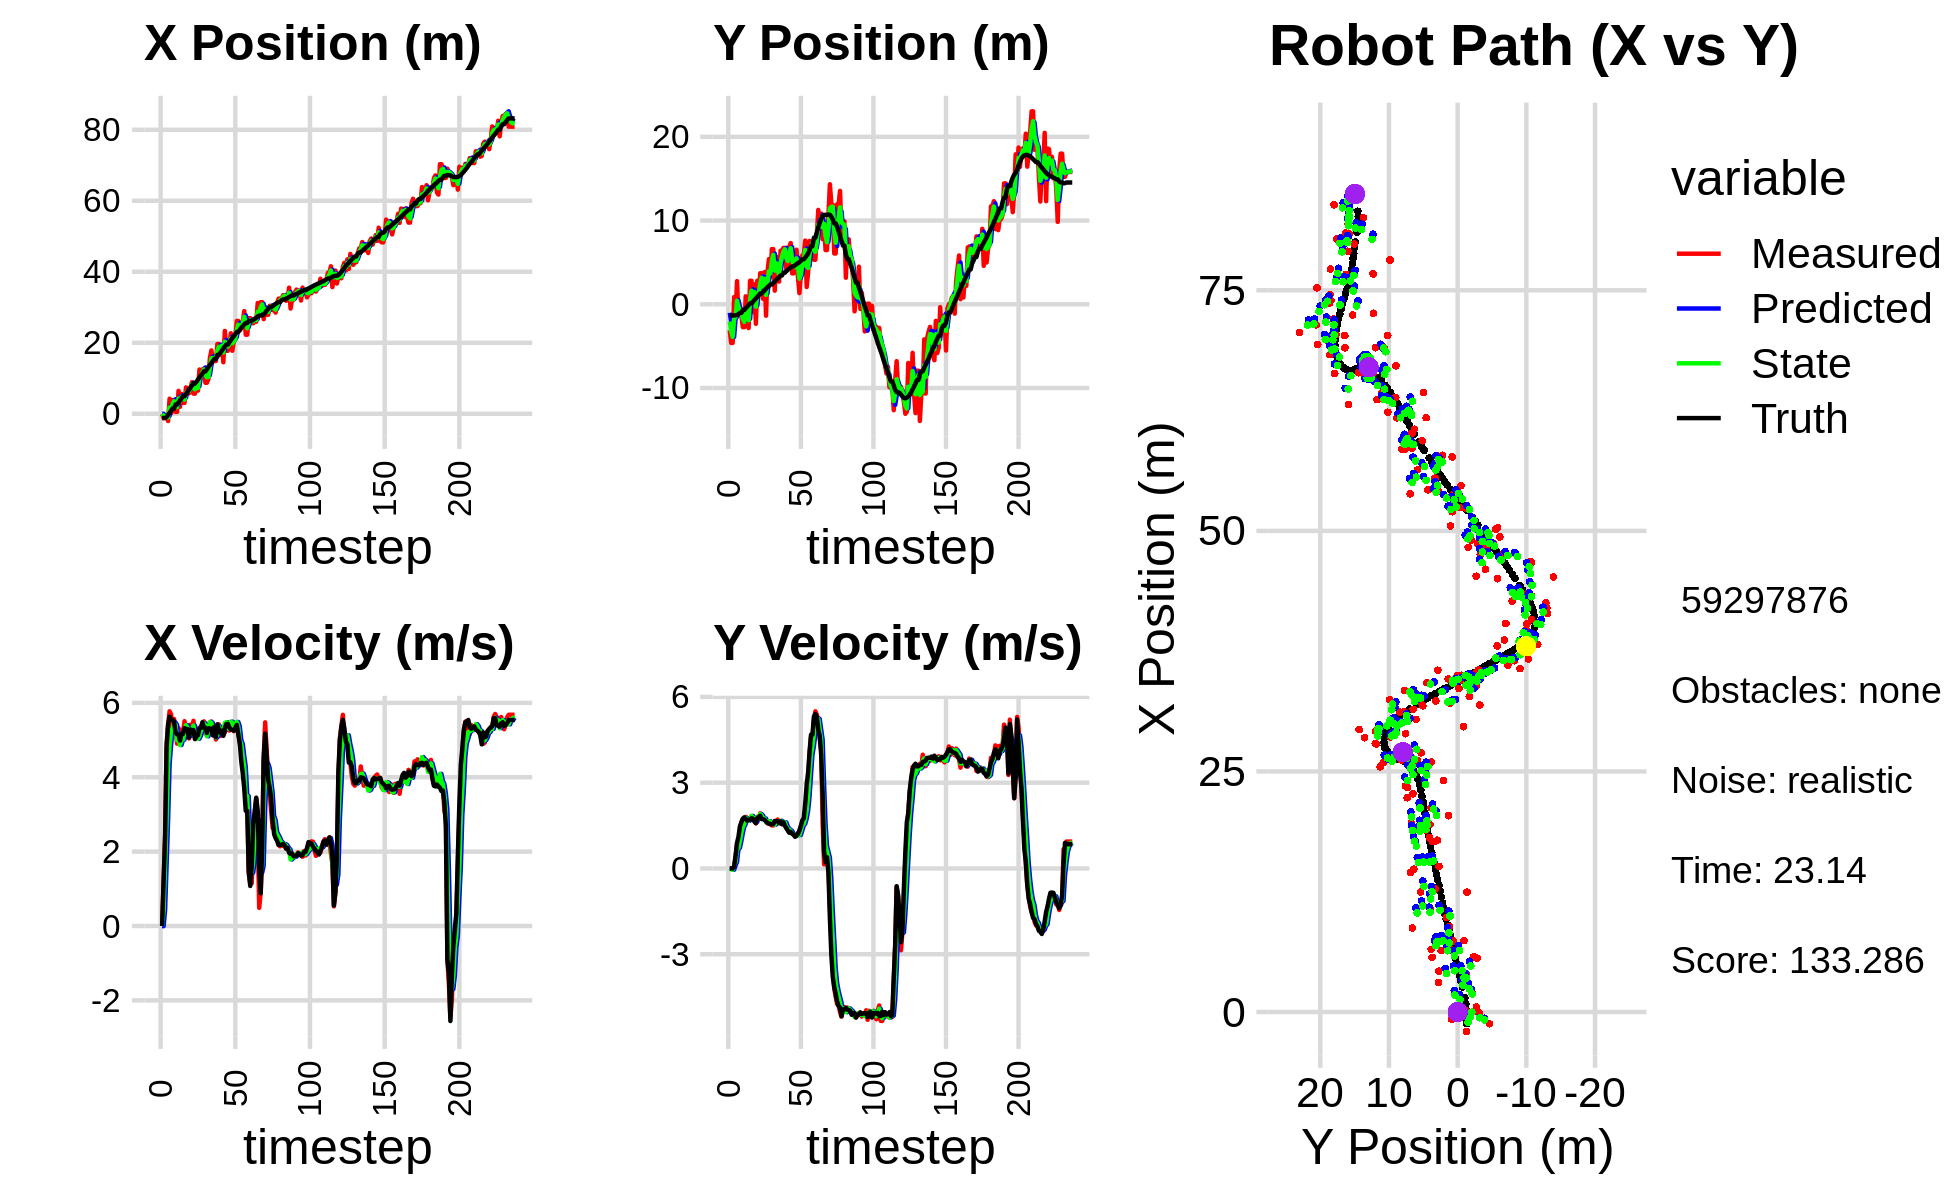 X Position (m)
80
60
40
20
0
0
50
100
150
200
timestep
Y Position (m)
20
10
0
-10
0
50
100
150
200
timestep
X Velocity (m/s)
6
4
2
0
-2
0
50
100
150
200
timestep
Y Velocity (m/s)
6
3
0
-3
0
50
100
150
200
timestep
Robot Path (X vs Y)
X Position (m)
75
50
25
0
20
10
0
-10
-20
Y Position (m)
variable
Measured
Predicted
State
Truth
59297876
Obstacles: none
Noise: realistic
Time: 23.14
Score: 133.286